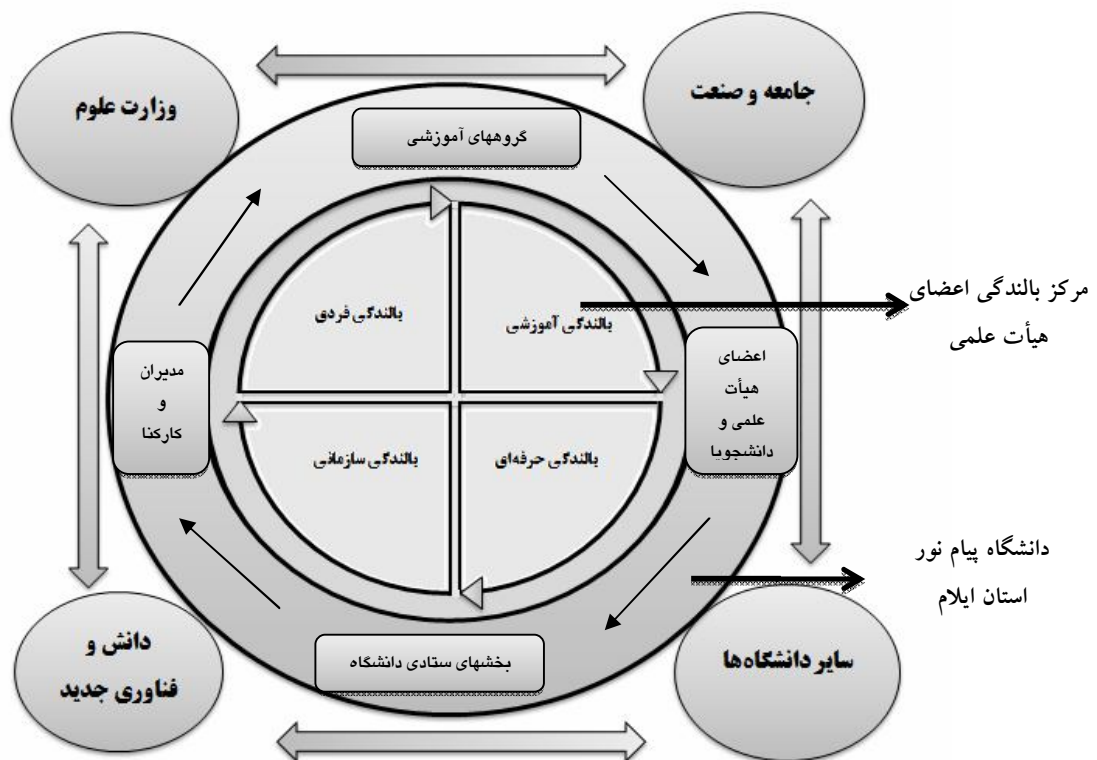 جامعه و صنعت
وزارت علوم
گروههای آموزشی
بالندگی آموزشی
بالندگی فردی
مرکز بالندگی اعضای
هیأت علمی
اعضای
هیأت
علمی و
دانشجویا
مدیران
و
کارکنا
بالندگی حرفه‌ای
بالندگی سازمانی
دانشگاه پیام نور
استان ایلام
بخشهای ستادی دانشگاه
سایر دانشگاه‌ها
دانش و
فناوری جدید